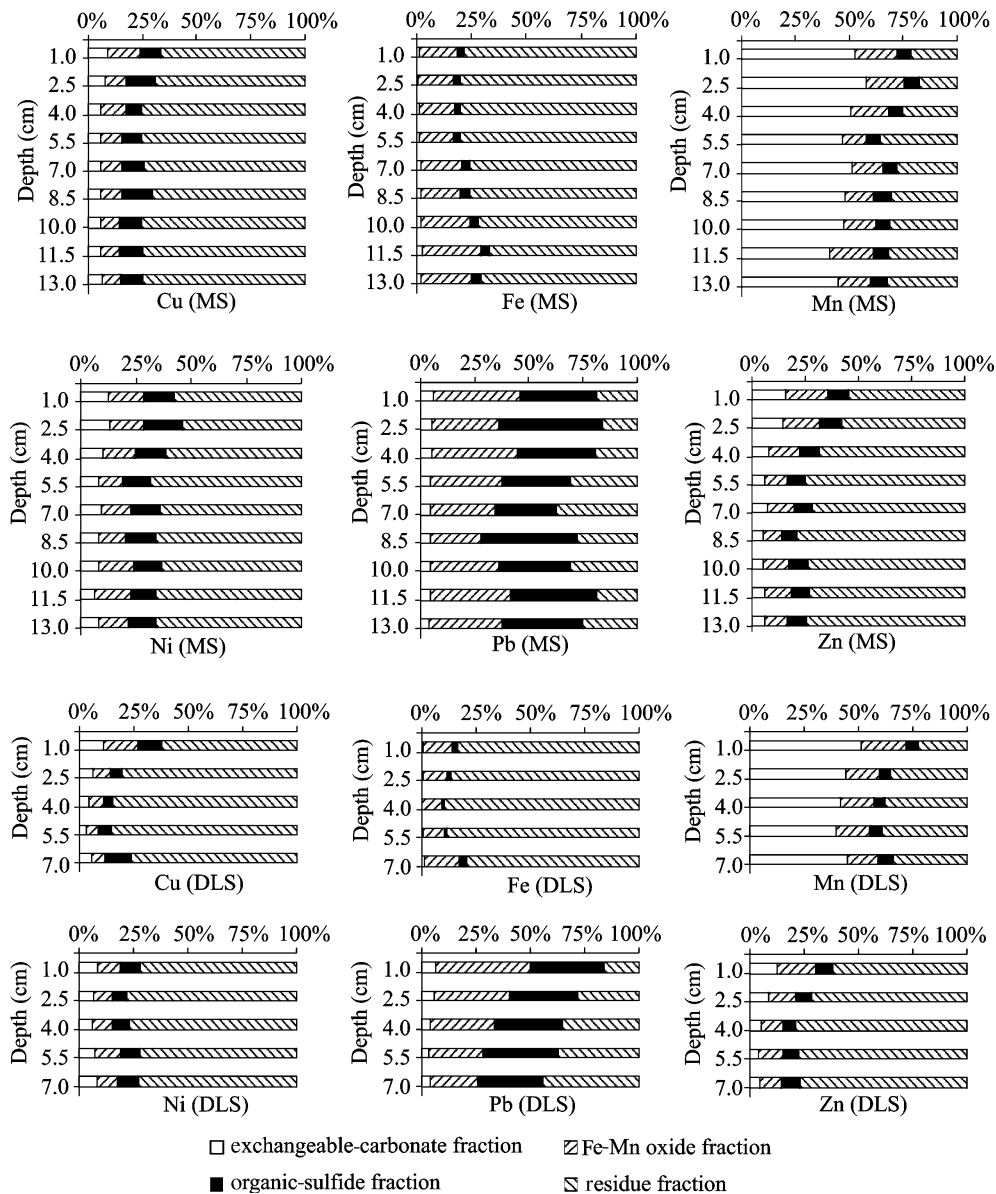 0% 25% 50% 75% 100%
0% 25% 50% 75% 100%
0% 25% 50% 75% 100%
Depth (cm)
1.0
2.5
4.0
5.5
7.0
8.5
10.0
11.5
13.0
Cu (MS)
Depth (cm)
1.0
2.5
4.0
5.5
7.0
8.5
10.0
11.5
13.0
Fe (MS)
Depth (cm)
1.0
2.5
4.0
5.5
7.0
8.5
10.0
11.5
13.0
Mn (MS)
0% 25% 50% 75% 100%
0% 25% 50% 75% 100%
0% 25% 50% 75% 100%
Depth (cm)
1.0
2.5
4.0
5.5
7.0
8.5
10.0
11.5
13.0
Ni (MS)
Depth (cm)
1.0
2.5
4.0
5.5
7.0
8.5
10.0
11.5
13.0
Pb (MS)
Depth (cm)
1.0
2.5
4.0
5.5
7.0
8.5
10.0
11.5
13.0
Zn (MS)
0% 25% 50% 75% 100%
0% 25% 50% 75% 100%
0% 25% 50% 75% 100%
Depth (cm)
1.0
2.5
4.0
5.5
7.0
Cu (DLS)
Depth (cm)
1.0
2.5
4.0
5.5
7.0
Fe (DLS)
Depth (cm)
1.0
2.5
4.0
5.5
7.0
Mn (DLS)
0% 25% 50% 75% 100%
0% 25% 50% 75% 100%
0% 25% 50% 75% 100%
Depth (cm)
1.0
2.5
4.0
5.5
7.0
Ni (DLS)
Depth (cm)
1.0
2.5
4.0
5.5
7.0
Pb (DLS)
Depth (cm)
1.0
2.5
4.0
5.5
7.0
Zn (DLS)
exchangeable-carbonate fraction
Fe-Mn oxide fraction
organic-sulfide fraction
residue fraction